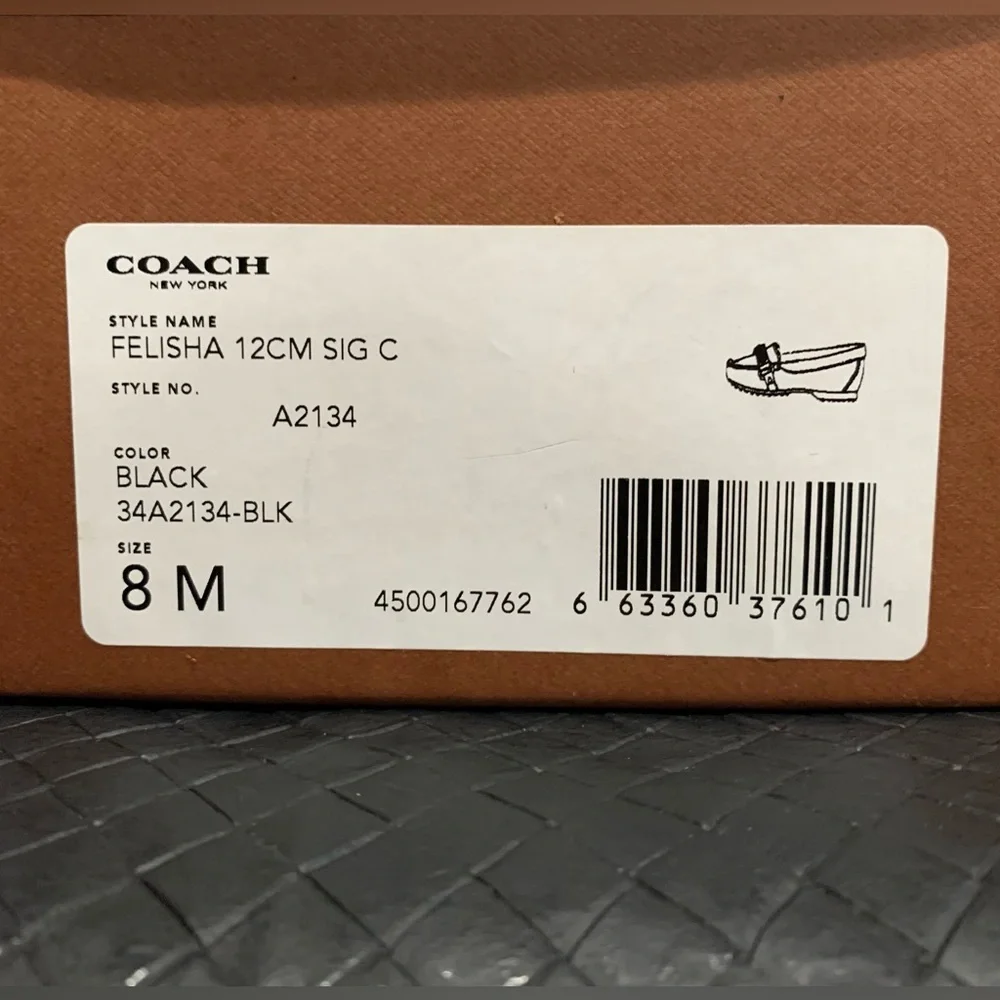 COACH
NEW YORK
STYLE NAME
FELISHA 12CM SIG C
STYLE NO.
A2134
COLOR
BLACK
34A2134-BLK
SIZE
8 M
4500167762
6 63360 37610 1